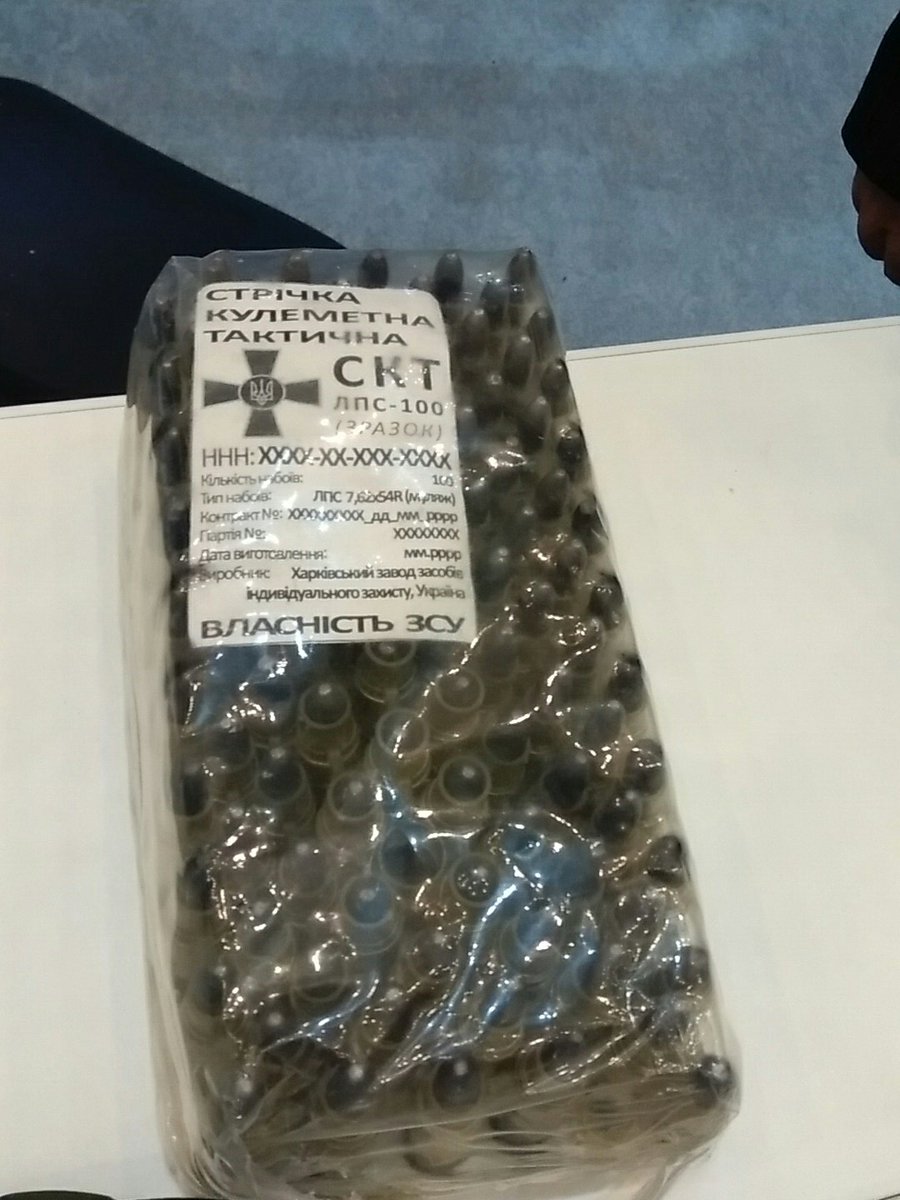 СТРІЧКА
КУЛЕМЕТНА
ТАКТИЧНА
СКТ
ЛПС-100
(ЗРАЗОК)
ННН: XXXX-XX-XXX-XXXX
Кількість набоїв: 100
Тип набоїв: ЛПС 7,62x54R (муляж)
Контракт №: XXXXXXXXX_дд_мм_рррр
Партія №: XXXXXXXX
Дата виготовлення: мм.рррр
Виробник: Харківський завод засобів
індивідуального захисту, Україна
ВЛАСНІСТЬ ЗСУ